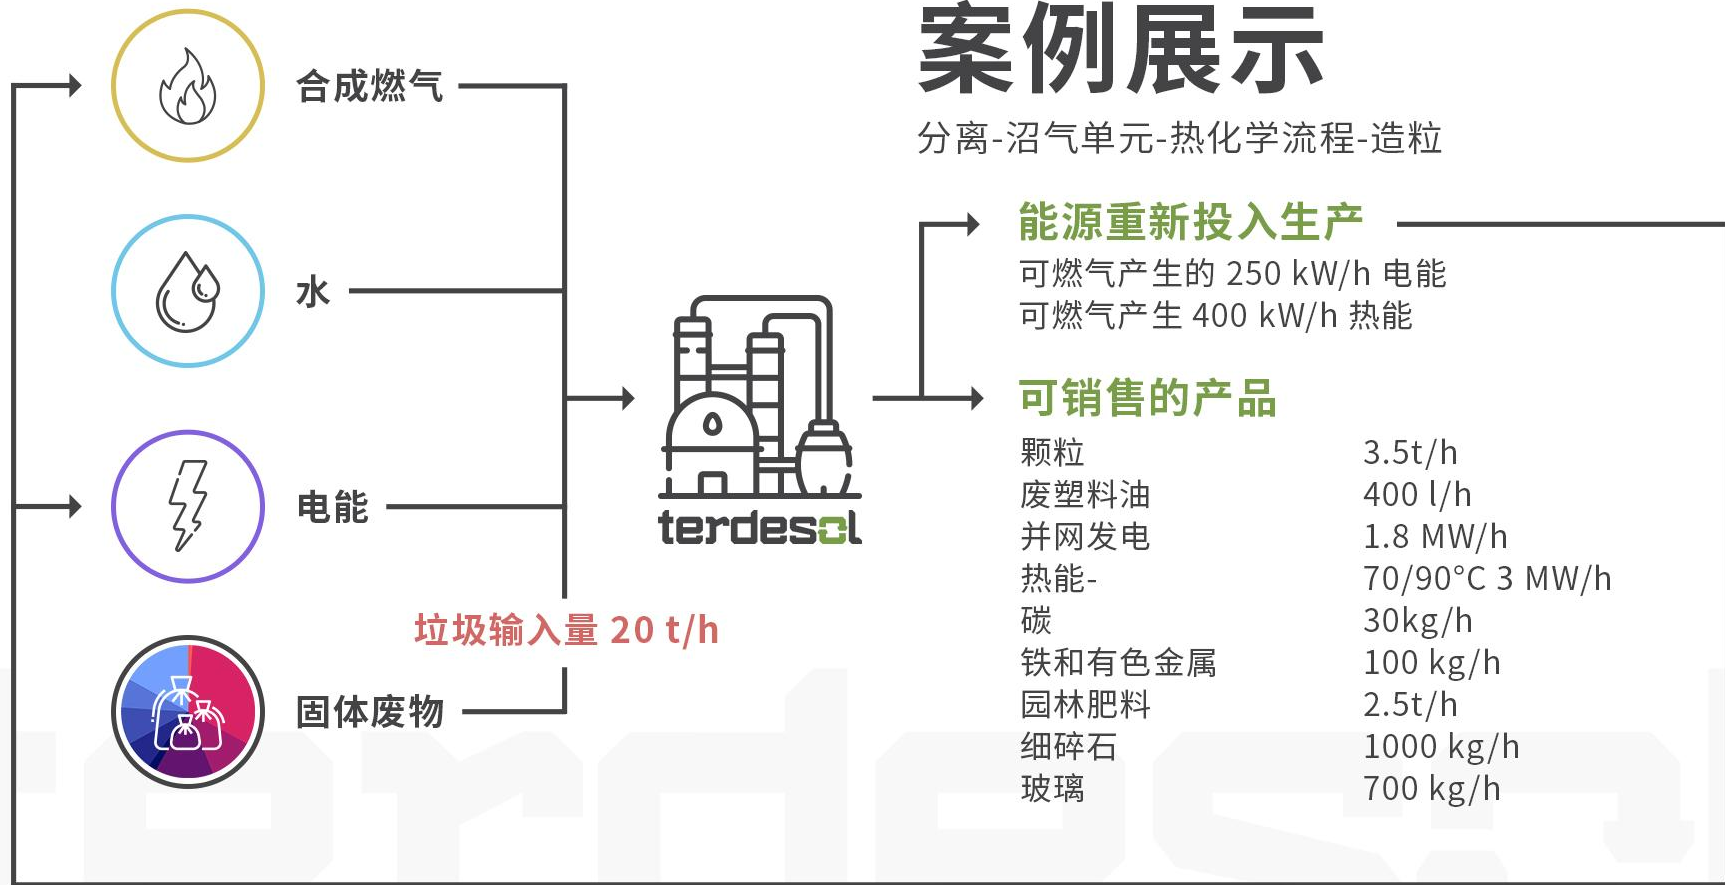 案例展示
分离-沼气单元-热化学流程-造粒
合成燃气
水
电能
垃圾输入量 20 t/h
固体废物
terdesol
能源重新投入生产
可燃气产生的 250 kW/h 电能
可燃气产生 400 kW/h 热能
可销售的产品
颗粒 3.5t/h
废塑料油 400 l/h
并网发电 1.8 MW/h
热能- 70/90°C 3 MW/h
碳 30kg/h
铁和有色金属 100 kg/h
园林肥料 2.5t/h
细碎石 1000 kg/h
玻璃 700 kg/h
terdesol